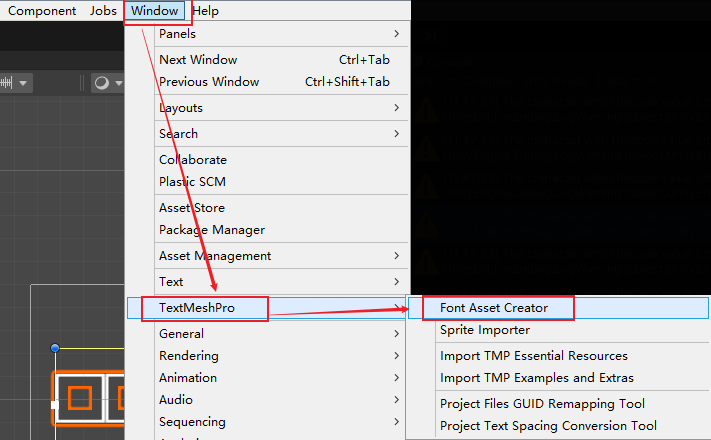 Component Jobs Window Help
Panels
Next Window Ctrl+Tab
Previous Window Ctrl+Shift+Tab
Layouts
Search
Collaborate
Plastic SCM
Asset Store
Package Manager
Asset Management
Text
TextMeshPro
Font Asset Creator
Sprite Importer
Import TMP Essential Resources
Import TMP Examples and Extras
Project Files GUID Remapping Tool
Project Text Spacing Conversion Tool
General
Rendering
Animation
Audio
Sequencing